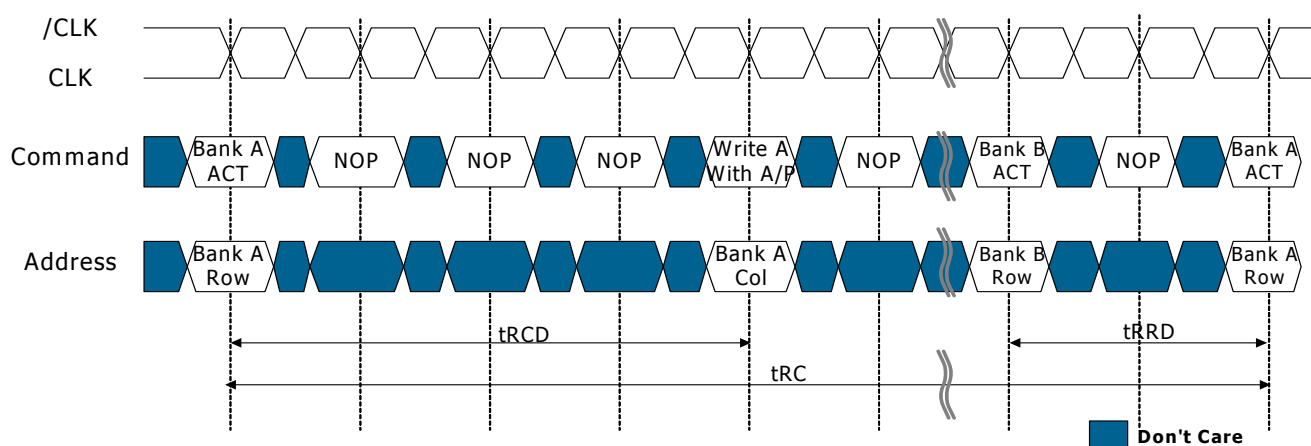 /CLK
CLK
Command
Bank A
ACT
NOP
NOP
NOP
Write A
With A/P
NOP
Bank B
ACT
NOP
Bank A
ACT
Address
Bank A
Row
Bank A
Col
Bank B
Row
Bank A
Row
tRCD
tRRD
tRC
Don't Care